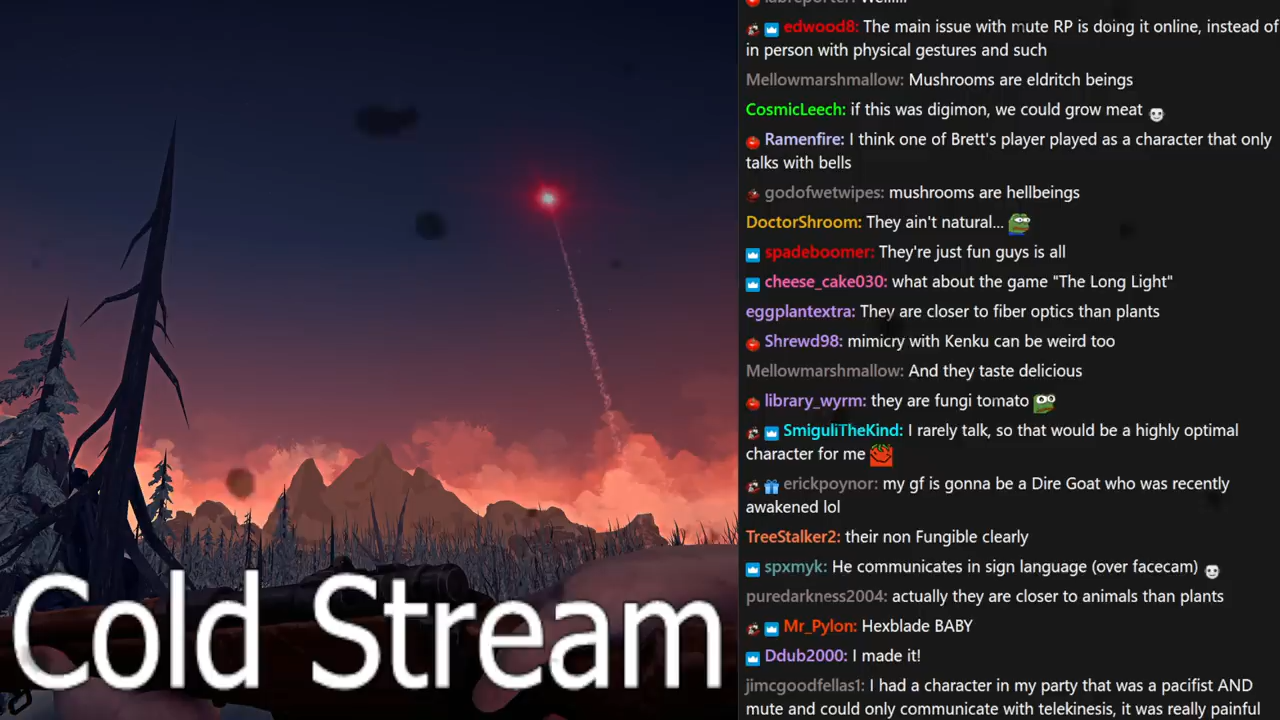 edwood8: The main issue with mute RP is doing it online, instead of
in person with physical gestures and such
Mellowmarshmallow: Mushrooms are eldritch beings
CosmicLeech: if this was digimon, we could grow meat
Ramenfire: I think one of Brett's player played as a character that only
talks with bells
godofwetwipes: mushrooms are hellbeings
DoctorShroom: They ain't natural...
spadeboomer: They're just fun guys is all
cheese_cake030: what about the game "The Long Light"
eggplantextra: They are closer to fiber optics than plants
Shrewd98: mimicry with Kenku can be weird too
Mellowmarshmallow: And they taste delicious
library_wyrm: they are fungi tomato
SmiguliTheKind: I rarely talk, so that would be a highly optimal
character for me
erickpoynor: my gf is gonna be a Dire Goat who was recently
awakened lol
TreeStalker2: their non Fungible clearly
spxmyk: He communicates in sign language (over facecam)
puredarkness2004: actually they are closer to animals than plants
Mr_Pylon: Hexblade BABY
Ddub2000: I made it!
jimcgoodfellas1: I had a character in my party that was a pacifist AND
mute and could only communicate with telekinesis, it was really painful
Cold Stream